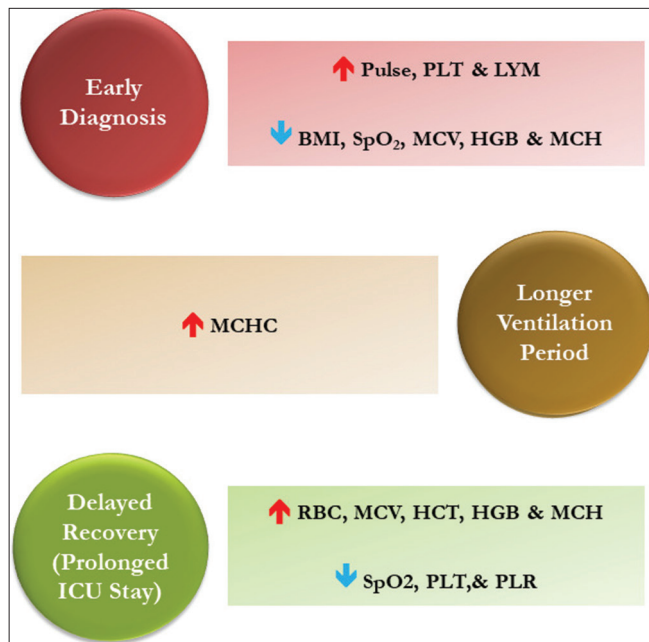 Early
Diagnosis
Pulse, PLT & LYM
BMI, SpO₂, MCV, HGB & MCH
MCHC
Longer
Ventilation
Period
Delayed
Recovery
(Prolonged
ICU Stay)
RBC, MCV, HCT, HGB & MCH
SpO2, PLT,& PLR